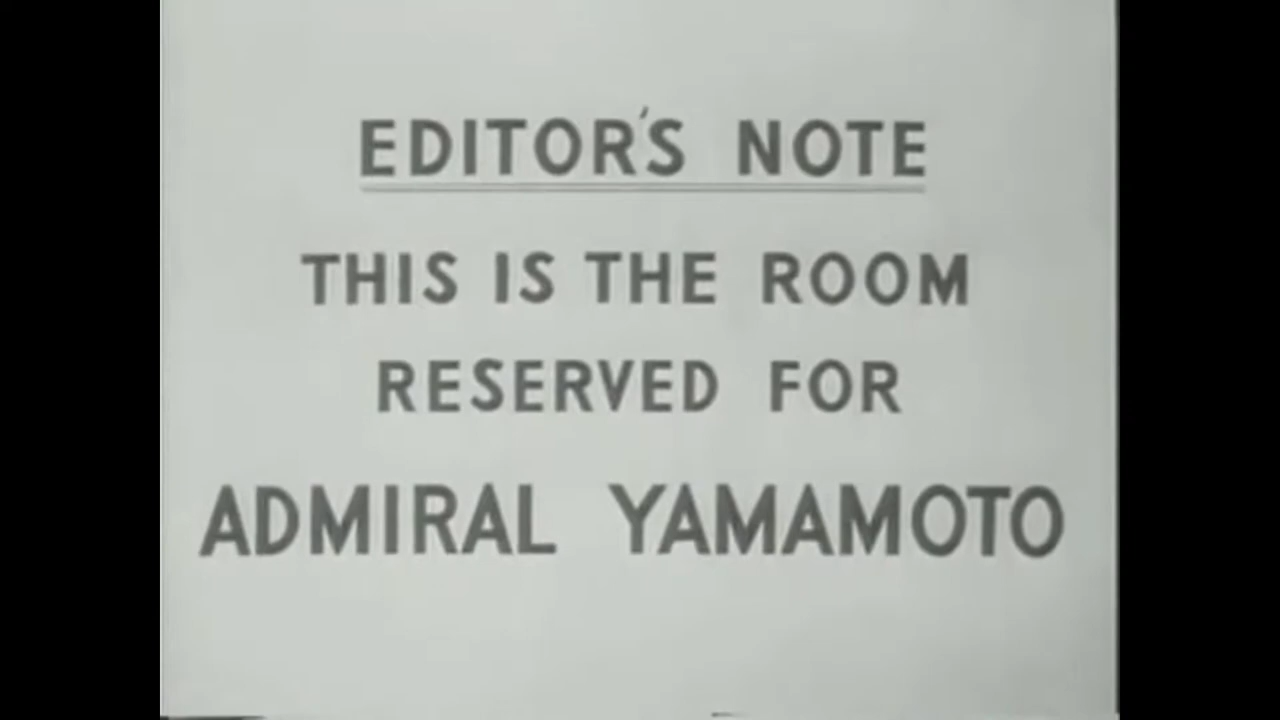 EDITOR'S NOTE
THIS IS THE ROOM
RESERVED FOR
ADMIRAL YAMAMOTO